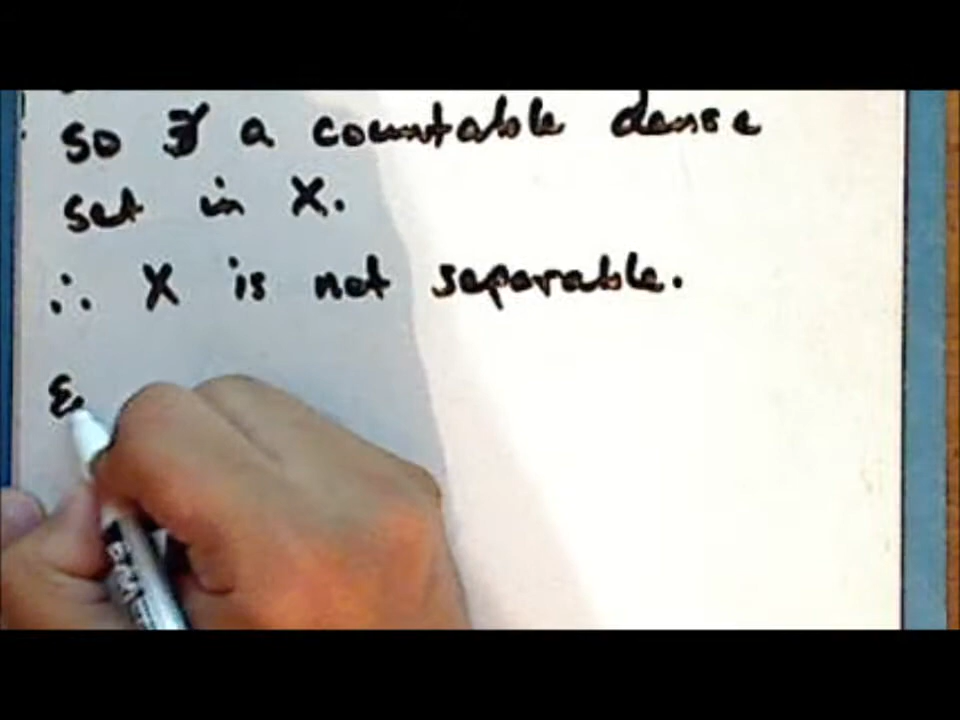 so ∄ a countable dense
set in X.
∴ X is not separable.
E